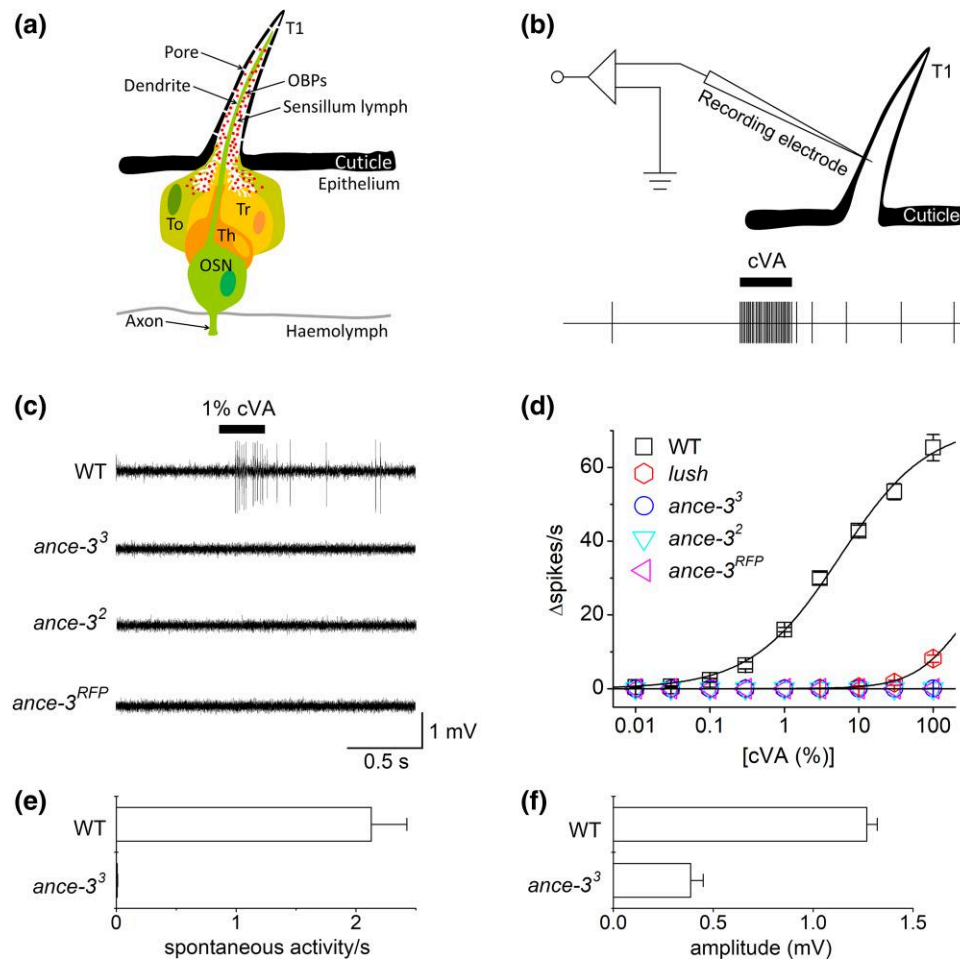 (a)
T1
Pore
Dendrite
OBPs
Sensillum lymph
Cuticle
Epithelium
To
Tr
Th
OSN
Axon
Haemolymph
(b)
T1
Recording electrode
Cuticle
cVA
(c)
1% cVA
WT
ance-3³
ance-3²
ance-3^RFP
1 mV
0.5 s
(d)
WT
lush
ance-3³
ance-3²
ance-3^RFP
Δspikes/s
60
40
20
0
0.01 0.1 1 10 100
[cVA (%)]
(e)
WT
ance-3³
0 1 2
spontaneous activity/s
(f)
WT
ance-3³
0.0 0.5 1.0 1.5
amplitude (mV)